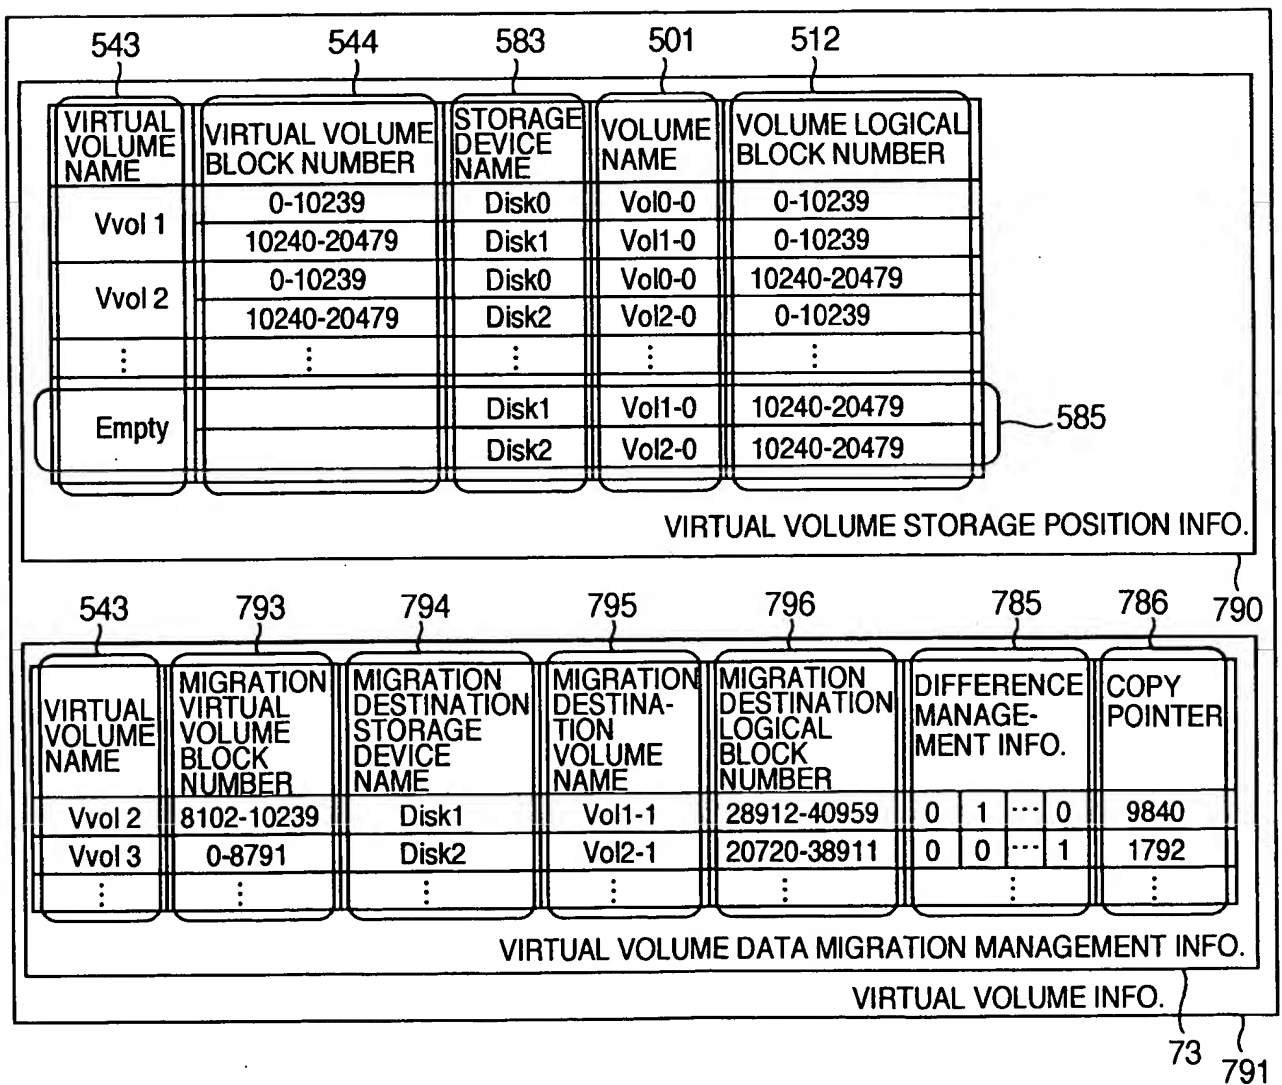 543 544 583 501 512
VIRTUAL VOLUME NAME VIRTUAL VOLUME BLOCK NUMBER STORAGE DEVICE NAME VOLUME NAME VOLUME LOGICAL BLOCK NUMBER
Vvol 1 0-10239 Disk0 Vol0-0 0-10239
10240-20479 Disk1 Vol1-0 0-10239
Vvol 2 0-10239 Disk0 Vol0-0 10240-20479
10240-20479 Disk2 Vol2-0 0-10239
⋮ ⋮ ⋮ ⋮ ⋮
Empty Disk1 Vol1-0 10240-20479
Disk2 Vol2-0 10240-20479
585
VIRTUAL VOLUME STORAGE POSITION INFO.
790
543 793 794 795 796 785 786
VIRTUAL VOLUME NAME MIGRATION VIRTUAL VOLUME BLOCK NUMBER MIGRATION DESTINATION STORAGE DEVICE NAME MIGRATION DESTINA-TION VOLUME NAME MIGRATION DESTINATION LOGICAL BLOCK NUMBER DIFFERENCE MANAGE-MENT INFO. COPY POINTER
Vvol 2 8102-10239 Disk1 Vol1-1 28912-40959 0 1 ⋯ 0 9840
Vvol 3 0-8791 Disk2 Vol2-1 20720-38911 0 0 ⋯ 1 1792
⋮ ⋮ ⋮ ⋮ ⋮ ⋮ ⋮
VIRTUAL VOLUME DATA MIGRATION MANAGEMENT INFO.
VIRTUAL VOLUME INFO.
73
791